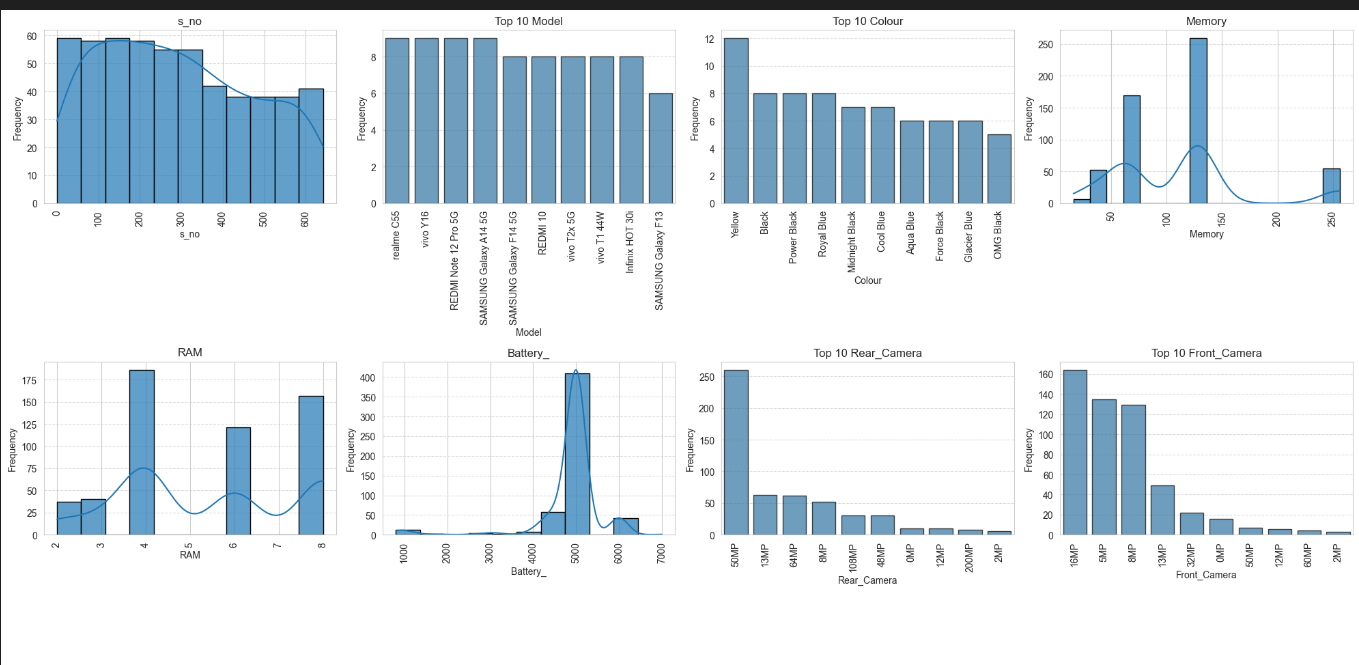 s_no
Frequency
60
50
40
30
20
10
0
0 100 200 300 400 500 600
s_no
Top 10 Model
Frequency
8
6
4
2
0
realme C55
vivo Y16
REDMI Note 12 Pro 5G
SAMSUNG Galaxy A14 5G
SAMSUNG Galaxy F14 5G
REDMI 10
vivo T2x 5G
vivo T1 44W
Infinix HOT 30i
SAMSUNG Galaxy F13
Model
Top 10 Colour
Frequency
12
10
8
6
4
2
0
Yellow
Black
Power Black
Royal Blue
Midnight Black
Cool Blue
Aqua Blue
Force Black
Glacier Blue
OMG Black
Colour
Memory
Frequency
250
200
150
100
50
0
50 100 150 200 250
Memory
RAM
Frequency
175
150
125
100
75
50
25
0
2 3 4 5 6 7 8
RAM
Battery_
Frequency
400
350
300
250
200
150
100
50
0
1000 2000 3000 4000 5000 6000 7000
Battery_
Top 10 Rear_Camera
Frequency
250
200
150
100
50
0
50MP
13MP
64MP
8MP
108MP
48MP
0MP
12MP
200MP
2MP
Rear_Camera
Top 10 Front_Camera
Frequency
160
140
120
100
80
60
40
20
0
16MP
5MP
8MP
13MP
32MP
0MP
50MP
12MP
60MP
2MP
Front_Camera